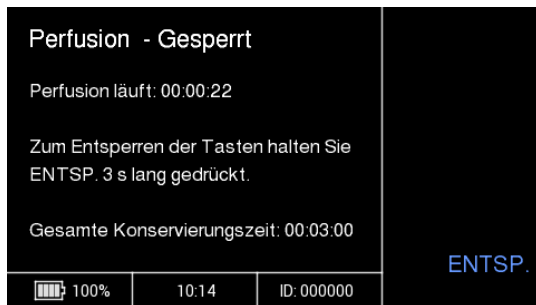 Perfusion - Gesperrt
Perfusion läuft: 00:00:22
Zum Entsperren der Tasten halten Sie
ENTSP. 3 s lang gedrückt.
Gesamte Konservierungszeit: 00:03:00
ENTSP.
100%
10:14
ID: 000000